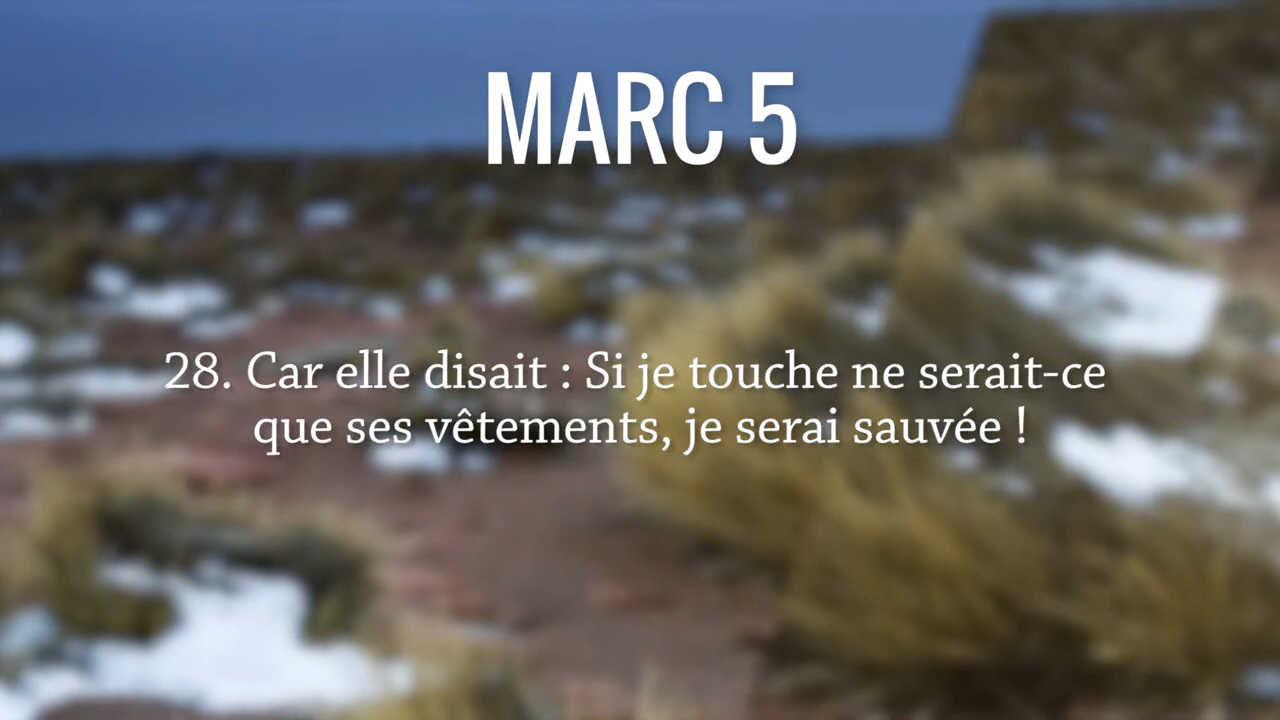 MARC 5
28. Car elle disait : Si je touche ne serait-ce
que ses vêtements, je serai sauvée !